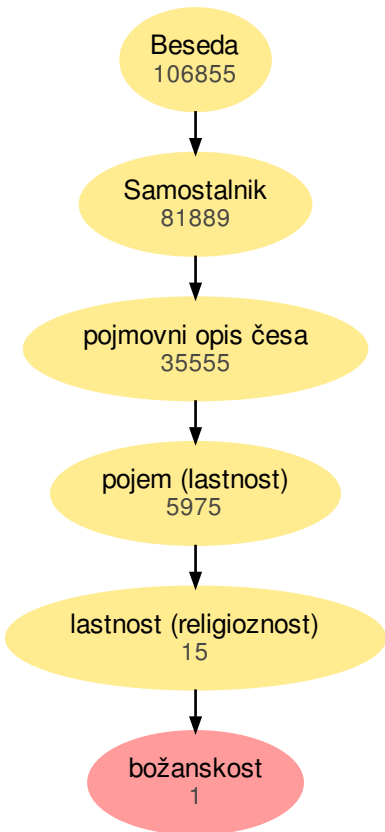 Beseda
106855
Samostalnik
81889
pojmovni opis česa
35555
pojem (lastnost)
5975
lastnost (religioznost)
15
božanskost
1